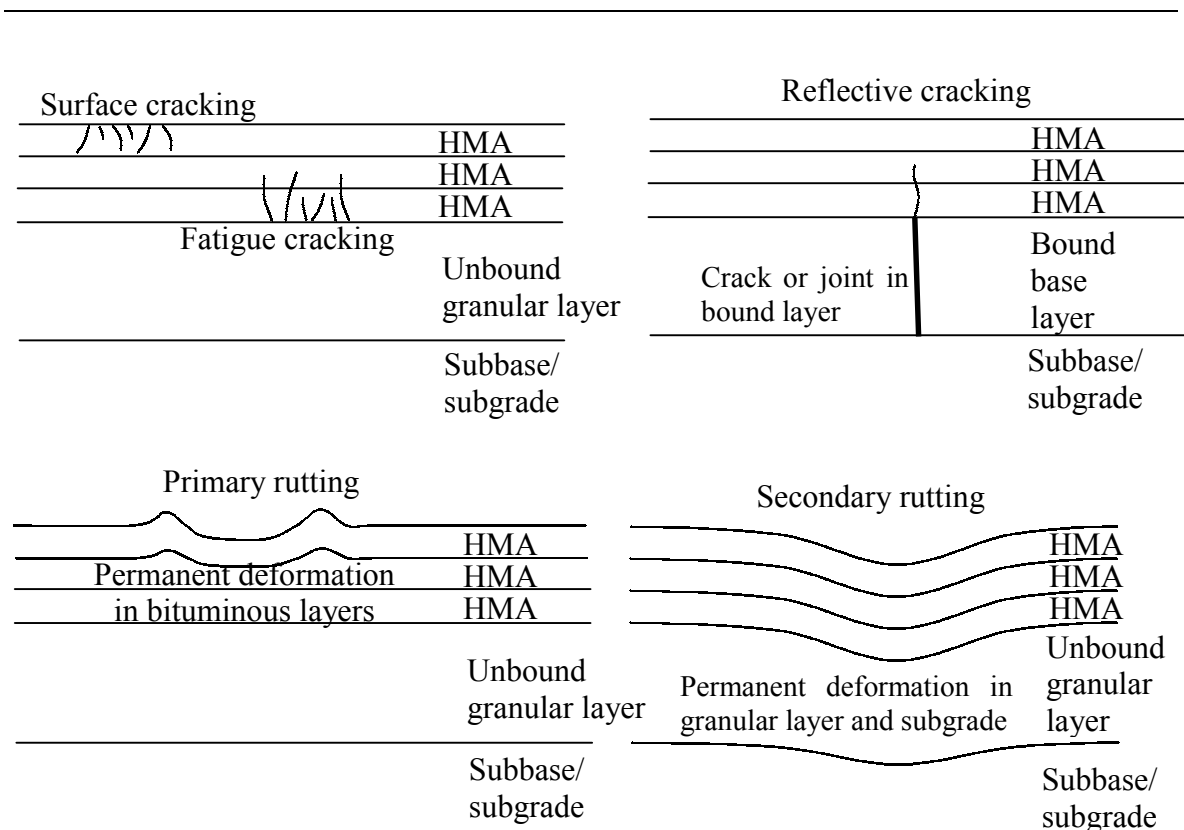 Surface cracking
HMA
HMA
HMA
Fatigue cracking
Unbound
granular layer
Subbase/
subgrade
Reflective cracking
HMA
HMA
HMA
Crack or joint in
bound layer
Bound
base
layer
Subbase/
subgrade
Primary rutting
HMA
Permanent deformation
HMA
in bituminous layers
HMA
Unbound
granular layer
Subbase/
subgrade
Secondary rutting
HMA
HMA
HMA
Permanent deformation in
granular layer and subgrade
Unbound
granular
layer
Subbase/
subgrade